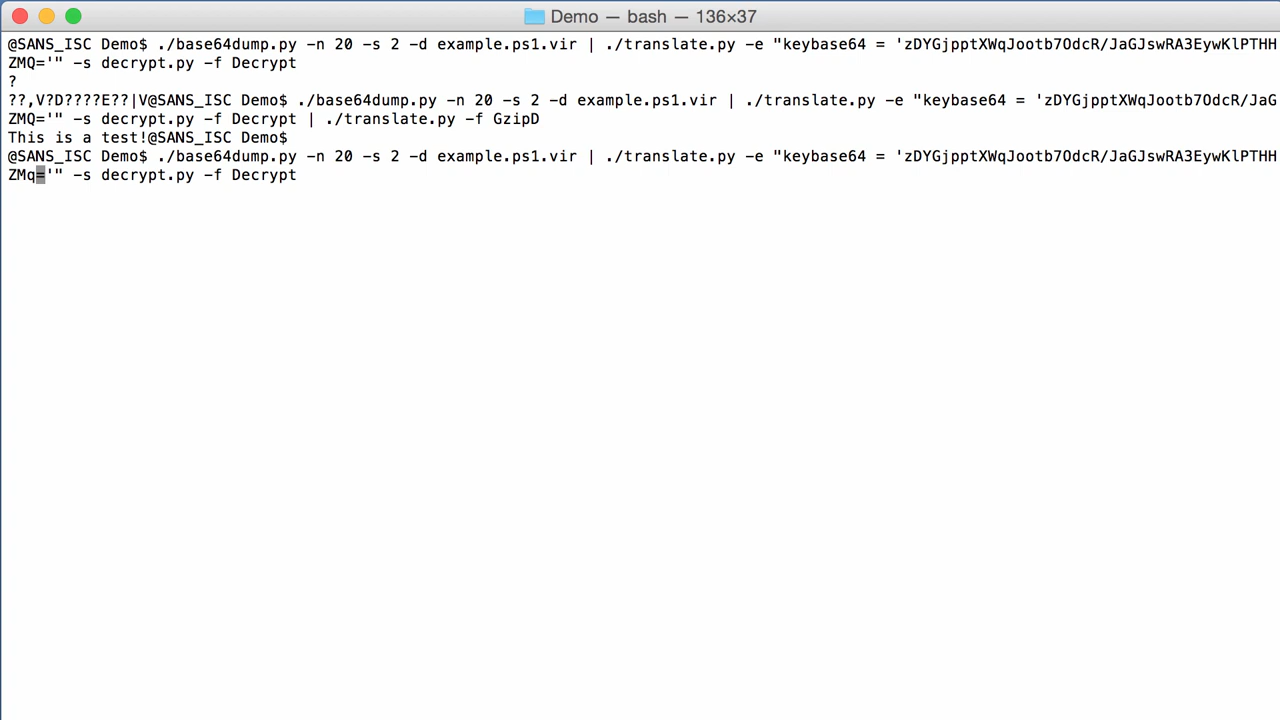 Demo — bash — 136×37
@SANS_ISC Demo$ ./base64dump.py -n 20 -s 2 -d example.ps1.vir | ./translate.py -e "keybase64 = 'zDYGjpptXWqJootb7OdcR/JaGJswRA3EywKlPTHH
ZMQ='" -s decrypt.py -f Decrypt
?
??,V?D????E??|V@SANS_ISC Demo$ ./base64dump.py -n 20 -s 2 -d example.ps1.vir | ./translate.py -e "keybase64 = 'zDYGjpptXWqJootb7OdcR/JaG
ZMQ='" -s decrypt.py -f Decrypt | ./translate.py -f GzipD
This is a test!@SANS_ISC Demo$
@SANS_ISC Demo$ ./base64dump.py -n 20 -s 2 -d example.ps1.vir | ./translate.py -e "keybase64 = 'zDYGjpptXWqJootb7OdcR/JaGJswRA3EywKlPTHH
ZMq='" -s decrypt.py -f Decrypt